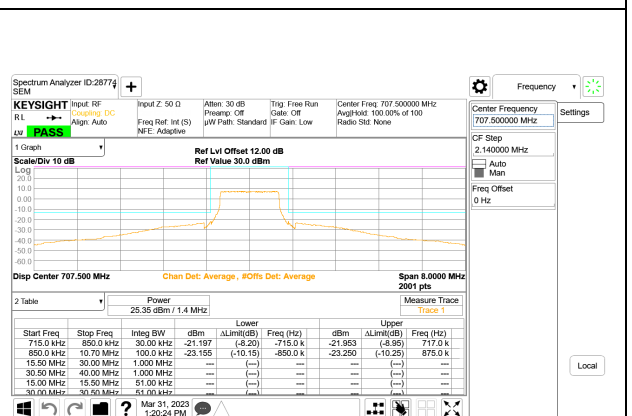 Spectrum Analyzer ID:28774
SEM
Frequency
KEYSIGHT
RL
LXI PASS
Input: RF
Coupling: DC
Align: Auto
Input Z: 50 Ω
Freq Ref: Int (S)
NFE: Adaptive
Atten: 30 dB
Preamp: Off
µW Path: Standard
Trig: Free Run
Gate: Off
IF Gain: Low
Center Freq: 707.500000 MHz
Avg|Hold: 100.00% of 100
Radio Std: None
Center Frequency
707.500000 MHz
Settings
CF Step
2.140000 MHz
Auto
Man
Freq Offset
0 Hz
1 Graph
Scale/Div 10 dB
Ref Lvl Offset 12.00 dB
Ref Value 30.0 dBm
Log
20.0
10.0
0.00
-10.0
-20.0
-30.0
-40.0
-50.0
-60.0
Disp Center 707.500 MHz
Chan Det: Average, #Offs Det: Average
Span 8.0000 MHz
2001 pts
2 Table
Power
25.35 dBm / 1.4 MHz
Measure Trace
Trace 1
Lower Upper
Start Freq Stop Freq Integ BW dBm ΔLimit(dB) Freq (Hz) dBm ΔLimit(dB) Freq (Hz)
715.0 kHz 850.0 kHz 30.00 kHz -21.197 (-8.20) -715.0 k -21.953 (-8.95) 717.0 k
850.0 kHz 10.70 MHz 100.0 kHz -23.155 (-10.15) -850.0 k -23.250 (-10.25) 875.0 k
15.50 MHz 30.00 MHz 1.000 MHz --- (---) --- --- (---) ---
30.50 MHz 40.00 MHz 1.000 MHz --- (---) --- --- (---) ---
15.00 MHz 15.50 MHz 51.00 kHz --- (---) --- --- (---) ---
30.00 MHz 30.50 MHz 51.00 kHz --- (---) --- --- (---) ---
Local
Mar 31, 2023
1:20:24 PM